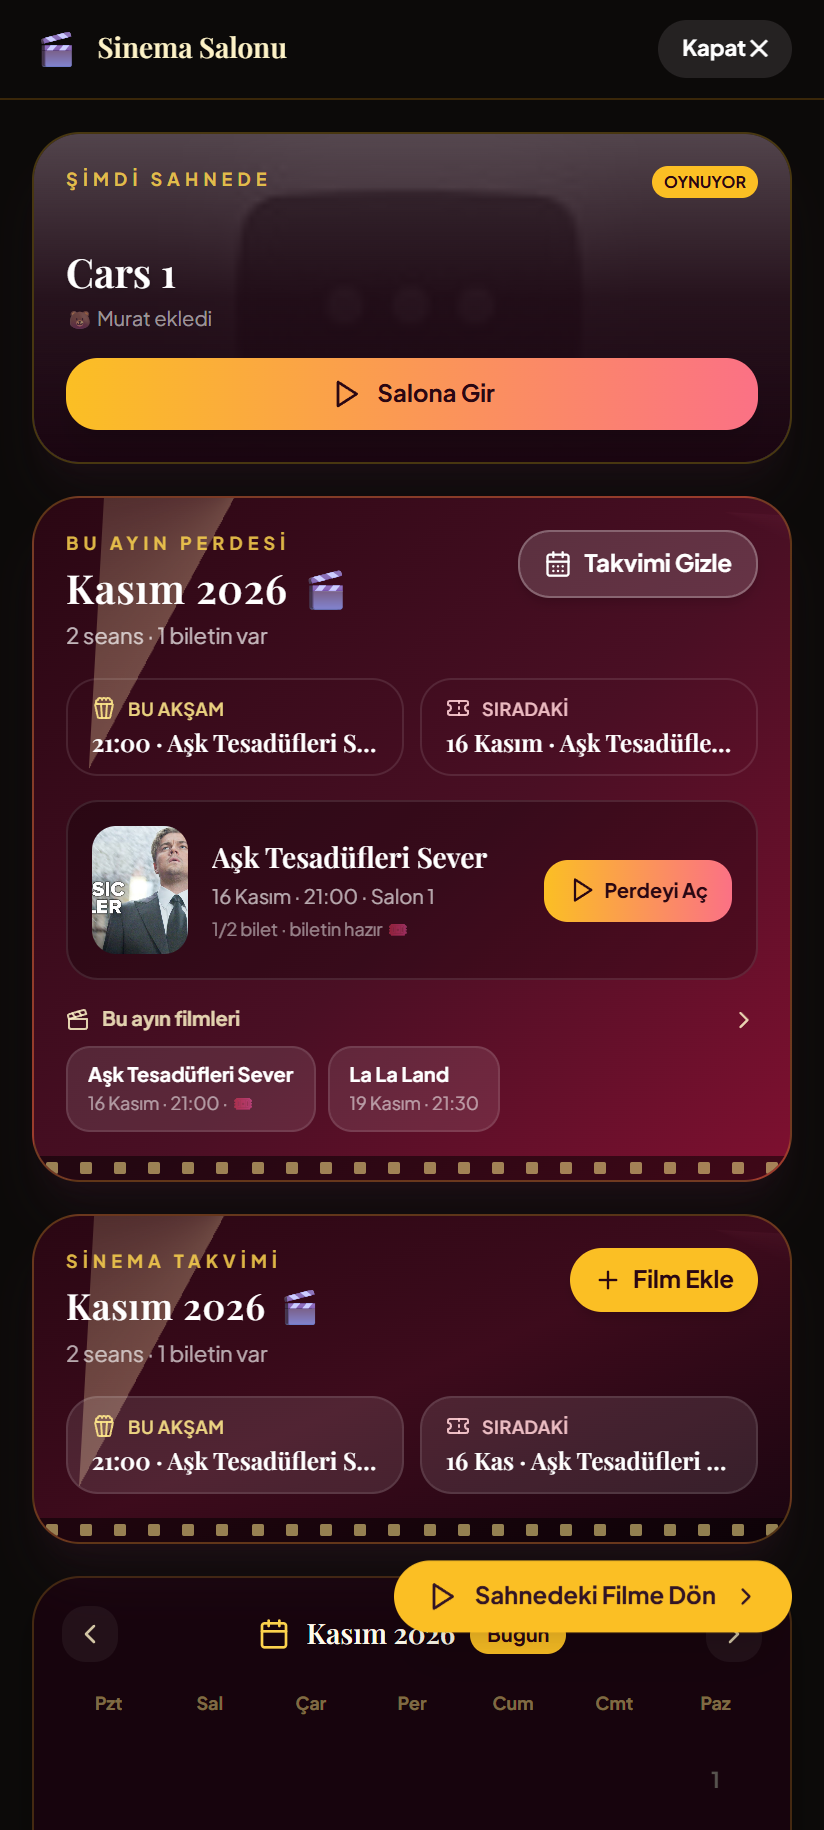 Sinema Salonu
Kapat
ŞİMDİ SAHNEDE
OYNUYOR
Cars 1
Murat ekledi
Salona Gir
BU AYIN PERDESİ
Kasım 2026
Takvimi Gizle
2 seans · 1 biletin var
BU AKŞAM
21:00 · Aşk Tesadüfleri S...
SIRADAKİ
16 Kasım · Aşk Tesadüfle...
SIC
LER
Aşk Tesadüfleri Sever
16 Kasım · 21:00 · Salon 1
1/2 bilet · biletin hazır
Perdeyi Aç
Bu ayın filmleri
Aşk Tesadüfleri Sever
16 Kasım · 21:00 ·
La La Land
19 Kasım · 21:30
SİNEMA TAKVİMİ
Kasım 2026
Film Ekle
2 seans · 1 biletin var
BU AKŞAM
21:00 · Aşk Tesadüfleri S...
SIRADAKİ
16 Kas · Aşk Tesadüfleri ...
Sahnedeki Filme Dön
Kasım 2026
Bugün
Pzt Sal Çar Per Cum Cmt Paz
1